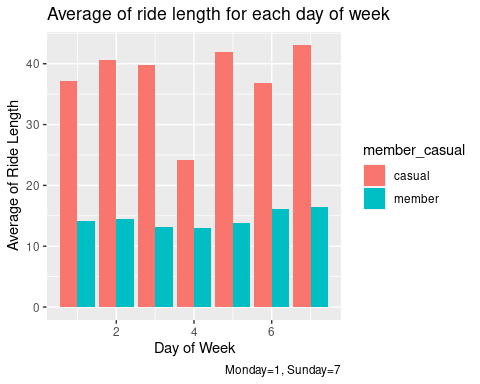 Average of ride length for each day of week
Average of Ride Length
40
30
20
10
0
2
4
6
Day of Week
Monday=1, Sunday=7
member_casual
casual
member